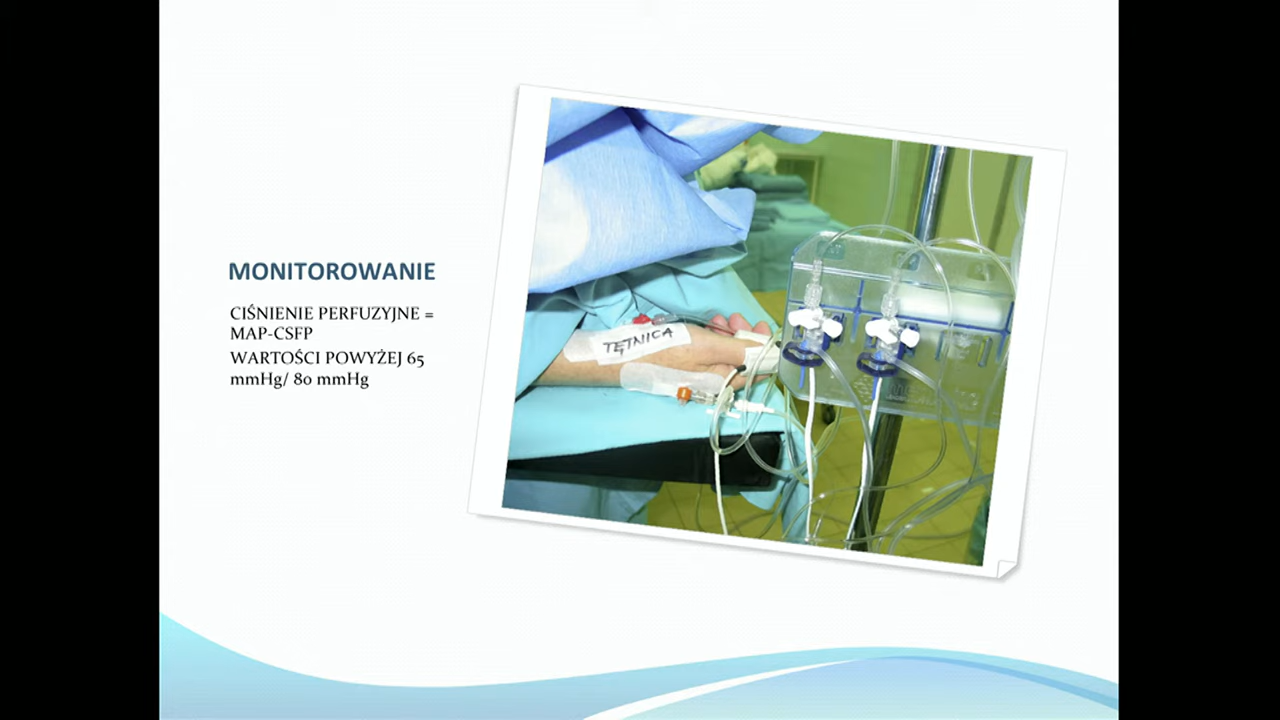 MONITOROWANIE
CIŚNIENIE PERFUZYJNE =
MAP-CSFP
WARTOŚCI POWYŻEJ 65
mmHg/ 80 mmHg
TĘTNICA